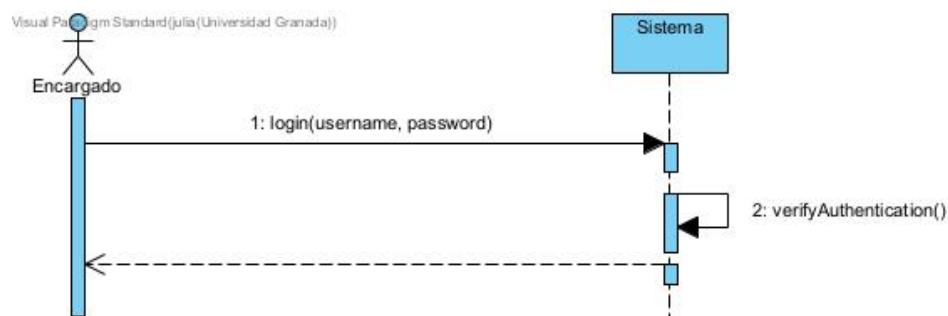 Visual Paradigm Standard(julia(Universidad Granada))
Sistema
Encargado
1: login(username, password)
2: verifyAuthentication()